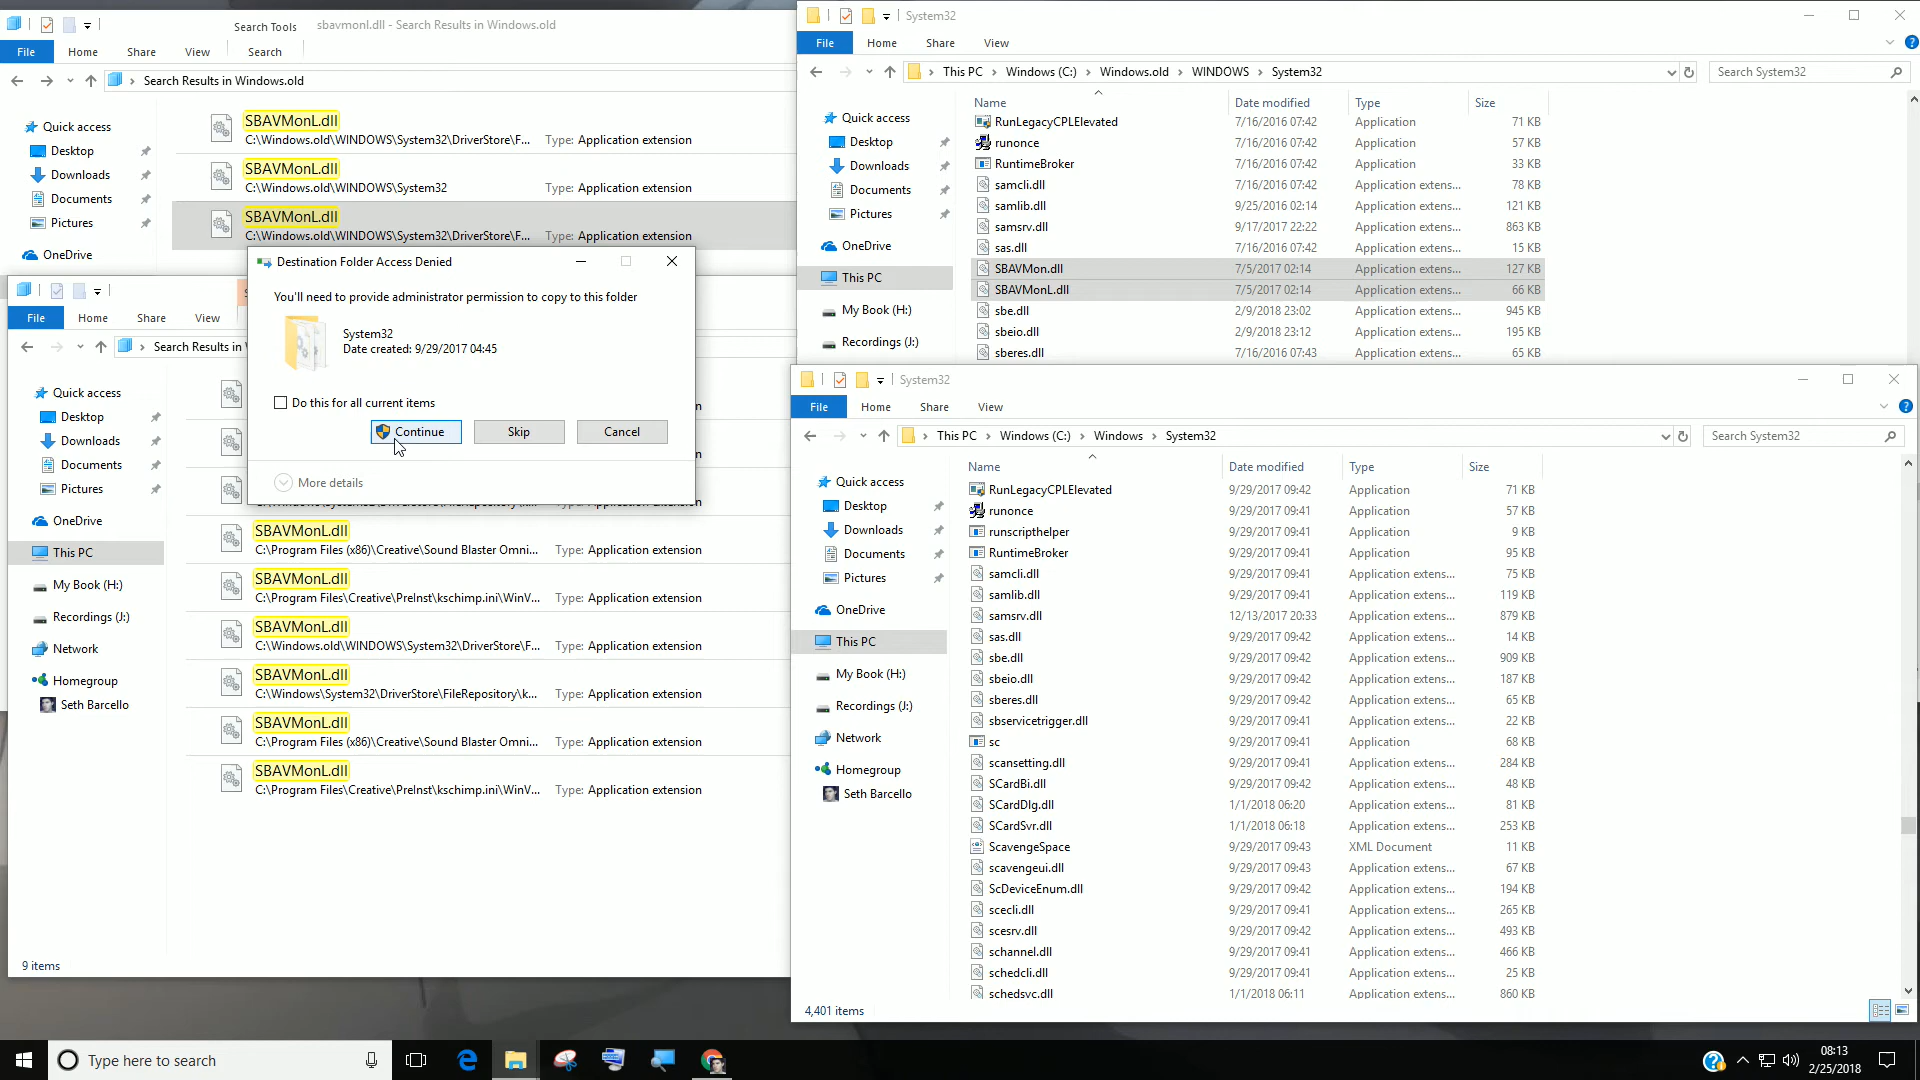 Search Tools
sbavmonl.dll - Search Results in Windows.old
File
Home
Share
View
Search
Search Results in Windows.old
Quick access
Desktop
Downloads
Documents
Pictures
OneDrive
SBAVMonL.dll
C:\Windows.old\WINDOWS\System32\DriverStore\F...
Type: Application extension
SBAVMonL.dll
C:\Windows.old\WINDOWS\System32
Type: Application extension
SBAVMonL.dll
C:\Windows.old\WINDOWS\System32\DriverStore\F...
Type: Application extension
Destination Folder Access Denied
You'll need to provide administrator permission to copy to this folder
System32
Date created: 9/29/2017 04:45
Do this for all current items
Continue
Skip
Cancel
More details
File
Home
Share
View
Search Results in
Quick access
Desktop
Downloads
Documents
Pictures
OneDrive
This PC
My Book (H:)
Recordings (J:)
Network
Homegroup
Seth Barcello
SBAVMonL.dll
C:\Program Files (x86)\Creative\Sound Blaster Omni...
Type: Application extension
SBAVMonL.dll
C:\Program Files\Creative\PreInst\kschimp.ini\WinV...
Type: Application extension
SBAVMonL.dll
C:\Windows.old\WINDOWS\System32\DriverStore\F...
Type: Application extension
SBAVMonL.dll
C:\Windows\System32\DriverStore\FileRepository\k...
Type: Application extension
SBAVMonL.dll
C:\Program Files (x86)\Creative\Sound Blaster Omni...
Type: Application extension
SBAVMonL.dll
C:\Program Files\Creative\PreInst\kschimp.ini\WinV...
Type: Application extension
9 items
System32
File
Home
Share
View
This PC > Windows (C:) > Windows.old > WINDOWS > System32
Search System32
Quick access
Desktop
Downloads
Documents
Pictures
OneDrive
This PC
My Book (H:)
Recordings (J:)
Name Date modified Type Size
RunLegacyCPLElevated 7/16/2016 07:42 Application 71 KB
runonce 7/16/2016 07:42 Application 57 KB
RuntimeBroker 7/16/2016 07:42 Application 33 KB
samcli.dll 7/16/2016 07:42 Application extens... 78 KB
samlib.dll 9/25/2016 02:14 Application extens... 121 KB
samsrv.dll 9/17/2017 22:22 Application extens... 863 KB
sas.dll 7/16/2016 07:42 Application extens... 15 KB
SBAVMon.dll 7/5/2017 02:14 Application extens... 127 KB
SBAVMonL.dll 7/5/2017 02:14 Application extens... 66 KB
sbe.dll 2/9/2018 23:02 Application extens... 945 KB
sbeio.dll 2/9/2018 23:12 Application extens... 195 KB
sberes.dll 7/16/2016 07:43 Application extens... 65 KB
System32
File
Home
Share
View
This PC > Windows (C:) > Windows > System32
Search System32
Quick access
Desktop
Downloads
Documents
Pictures
OneDrive
This PC
My Book (H:)
Recordings (J:)
Network
Homegroup
Seth Barcello
Name Date modified Type Size
RunLegacyCPLElevated 9/29/2017 09:42 Application 71 KB
runonce 9/29/2017 09:41 Application 57 KB
runscripthelper 9/29/2017 09:41 Application 9 KB
RuntimeBroker 9/29/2017 09:41 Application 95 KB
samcli.dll 9/29/2017 09:41 Application extens... 75 KB
samlib.dll 9/29/2017 09:41 Application extens... 119 KB
samsrv.dll 12/13/2017 20:33 Application extens... 879 KB
sas.dll 9/29/2017 09:42 Application extens... 14 KB
sbe.dll 9/29/2017 09:42 Application extens... 909 KB
sbeio.dll 9/29/2017 09:42 Application extens... 187 KB
sberes.dll 9/29/2017 09:42 Application extens... 65 KB
sbservicetrigger.dll 9/29/2017 09:41 Application extens... 22 KB
sc 9/29/2017 09:41 Application 68 KB
scansetting.dll 9/29/2017 09:41 Application extens... 284 KB
SCardBi.dll 9/29/2017 09:42 Application extens... 48 KB
SCardDlg.dll 1/1/2018 06:20 Application extens... 81 KB
SCardSvr.dll 1/1/2018 06:18 Application extens... 253 KB
ScavengeSpace 9/29/2017 09:43 XML Document 11 KB
scavengeui.dll 9/29/2017 09:43 Application extens... 67 KB
ScDeviceEnum.dll 9/29/2017 09:42 Application extens... 194 KB
scecli.dll 9/29/2017 09:41 Application extens... 265 KB
scesrv.dll 9/29/2017 09:42 Application extens... 493 KB
schannel.dll 9/29/2017 09:41 Application extens... 466 KB
schedcli.dll 9/29/2017 09:41 Application extens... 25 KB
schedsvc.dll 1/1/2018 06:11 Application extens... 860 KB
4,401 items
Type here to search
08:13
2/25/2018